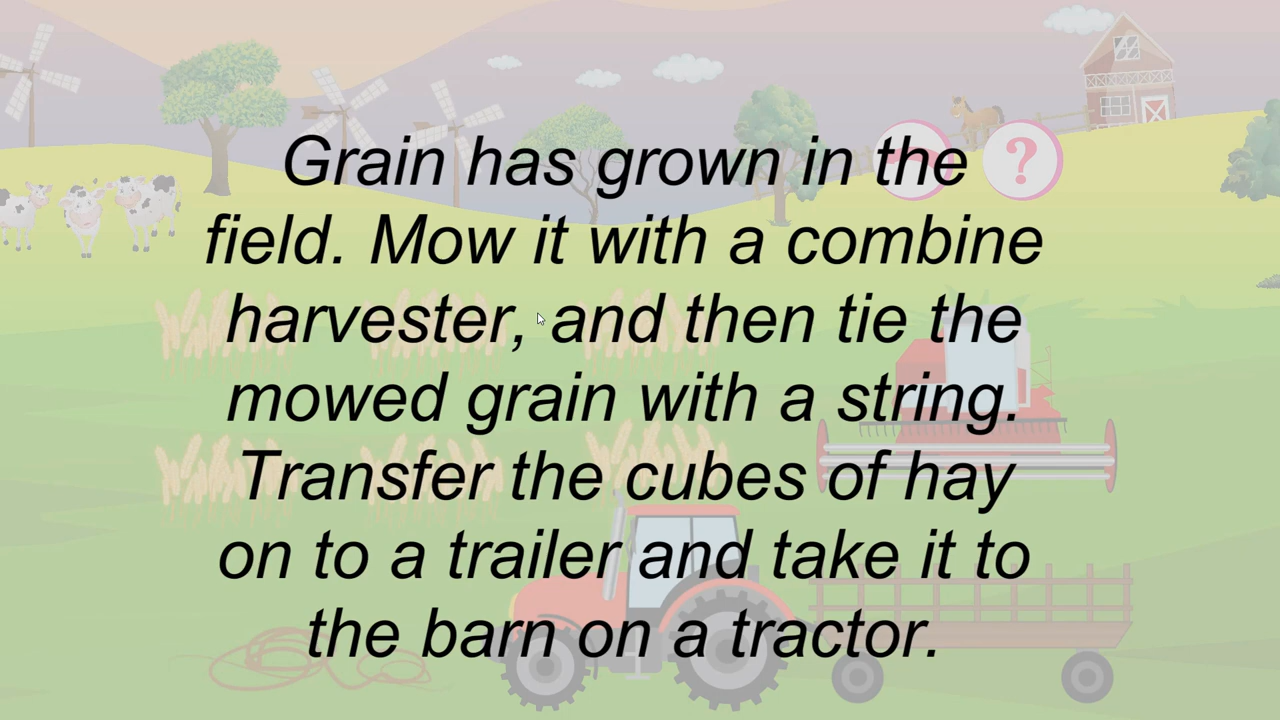 Grain has grown in the
field. Mow it with a combine
harvester, and then tie the
mowed grain with a string.
Transfer the cubes of hay
on to a trailer and take it to
the barn on a tractor.
?